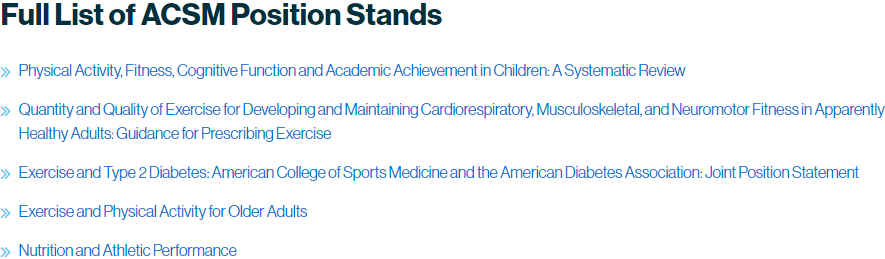 Full List of ACSM Position Stands
Physical Activity, Fitness, Cognitive Function and Academic Achievement in Children: A Systematic Review
Quantity and Quality of Exercise for Developing and Maintaining Cardiorespiratory, Musculoskeletal, and Neuromotor Fitness in Apparently
Healthy Adults: Guidance for Prescribing Exercise
Exercise and Type 2 Diabetes: American College of Sports Medicine and the American Diabetes Association: Joint Position Statement
Exercise and Physical Activity for Older Adults
Nutrition and Athletic Performance